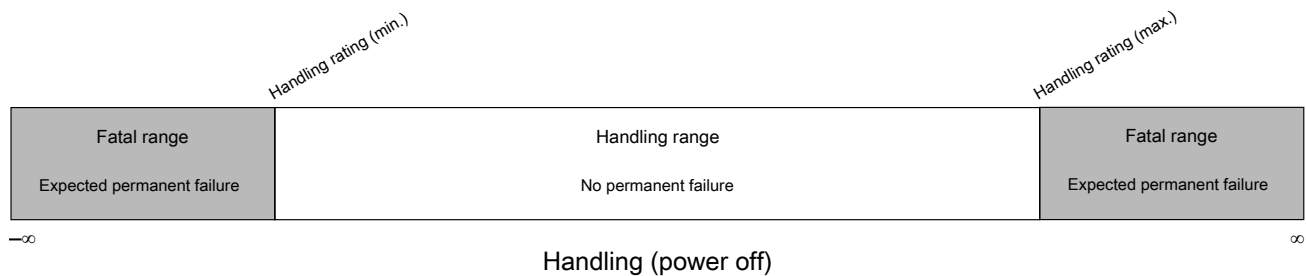 Handling rating (min.)
Handling rating (max.)
Fatal range
Handling range
Fatal range
Expected permanent failure
No permanent failure
Expected permanent failure
–∞
∞
Handling (power off)